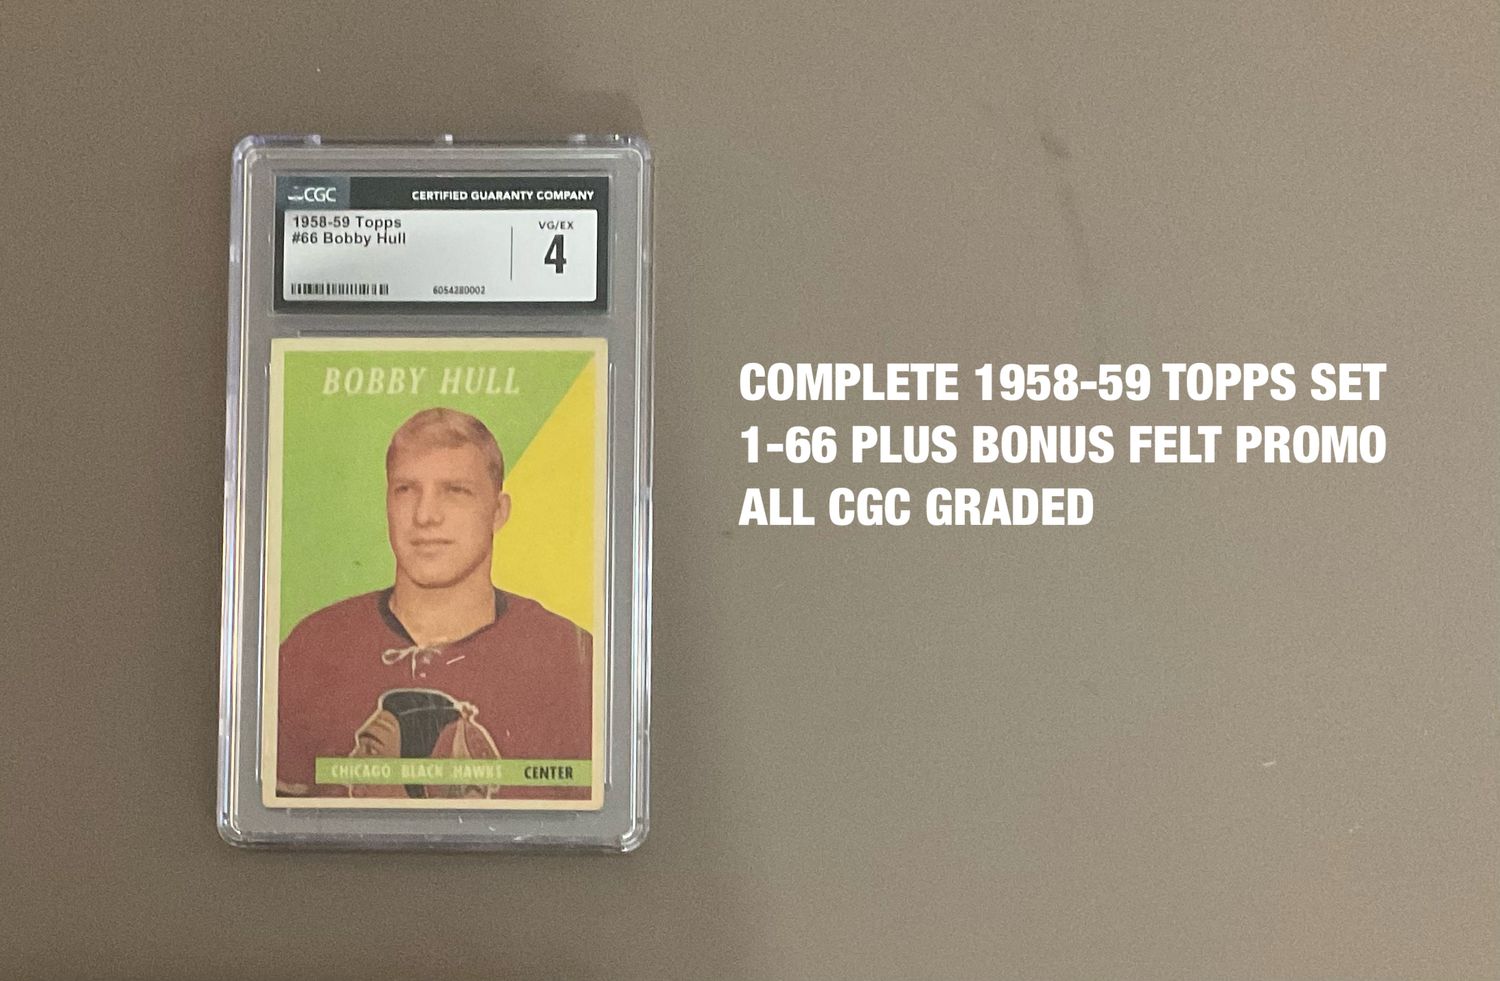 CGC CERTIFIED GUARANTY COMPANY
1958-59 Topps
#66 Bobby Hull
VG/EX
4
6054280002
BOBBY HULL
CHICAGO BLACK HAWKS CENTER
COMPLETE 1958-59 TOPPS SET
1-66 PLUS BONUS FELT PROMO
ALL CGC GRADED